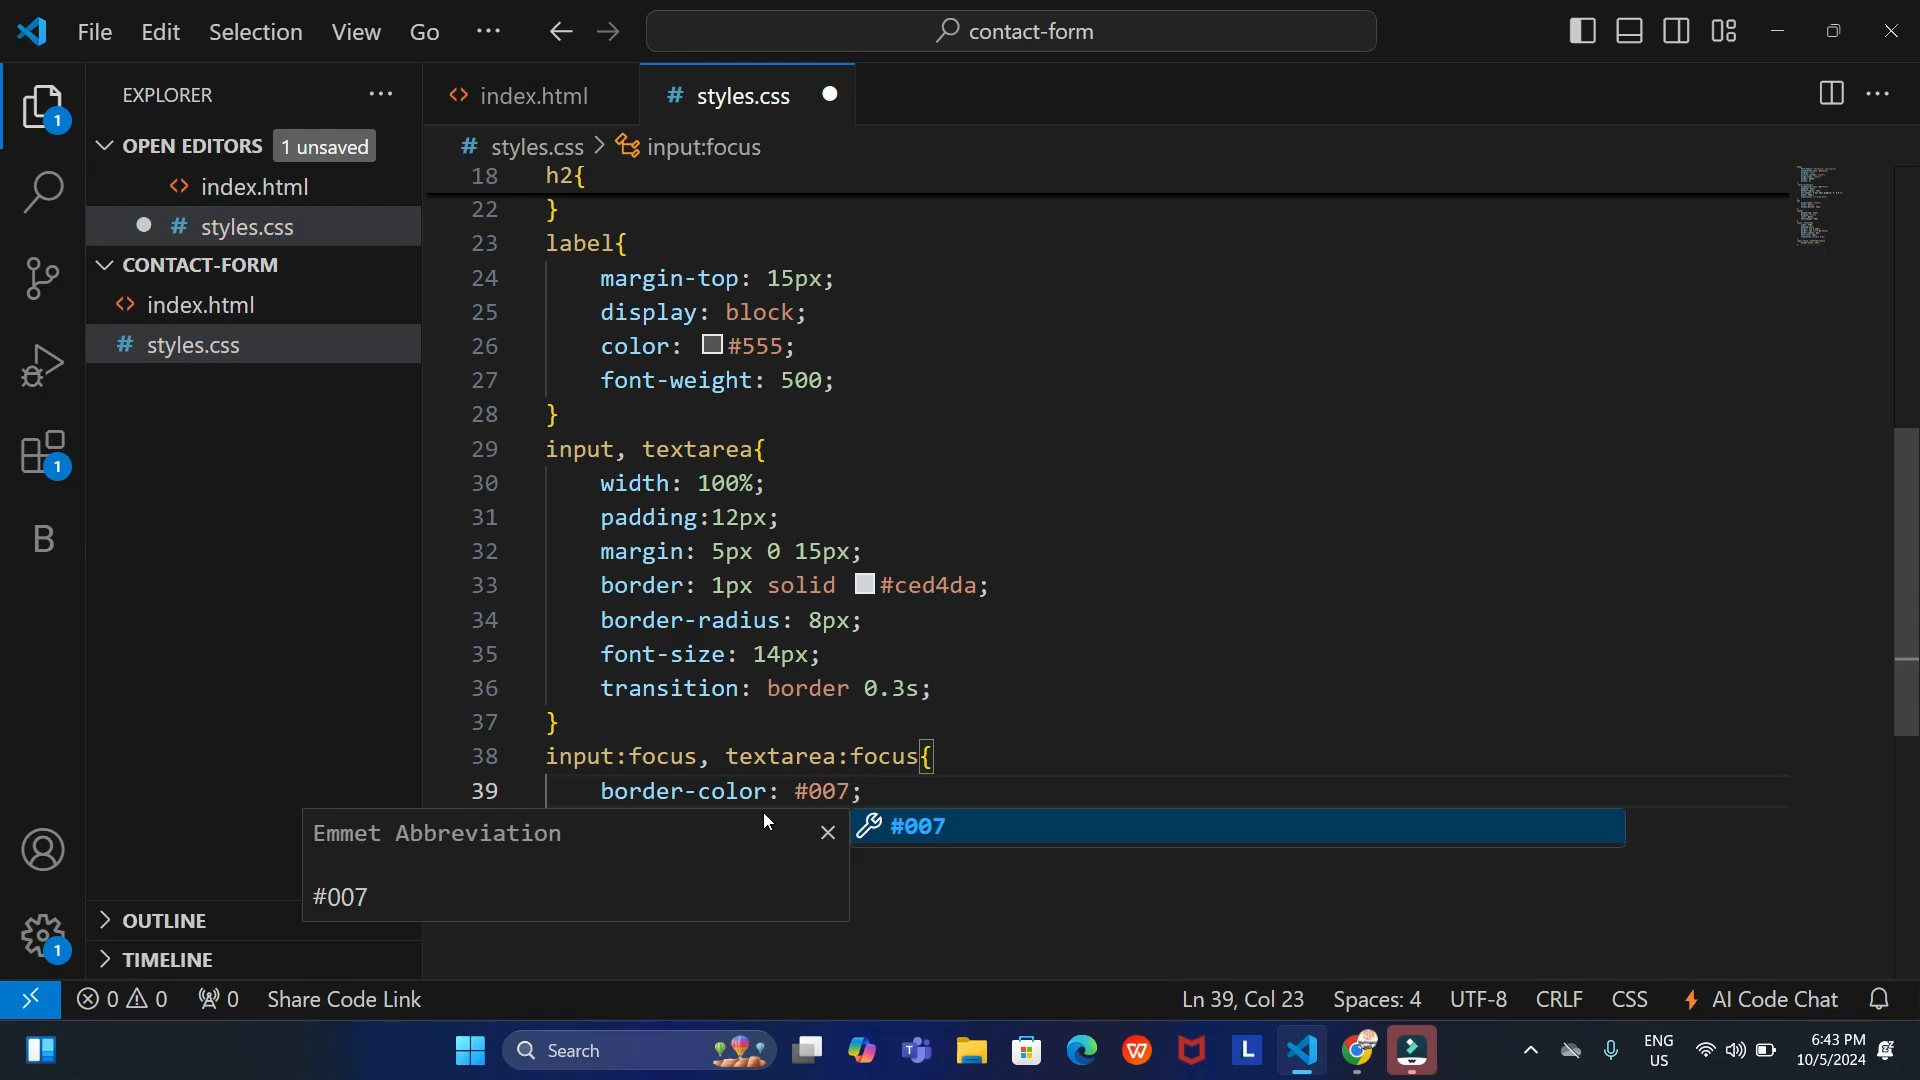 File Edit Selection View Go ··· contact-form
EXPLORER ···
1
OPEN EDITORS 1 unsaved
index.html
# styles.css
CONTACT-FORM
index.html
# styles.css
1
B
OUTLINE
1
TIMELINE
index.html # styles.css
# styles.css > input:focus
18 h2{
22 }
23 label{
24 margin-top: 15px;
25 display: block;
26 color: #555;
27 font-weight: 500;
28 }
29 input, textarea{
30 width: 100%;
31 padding:12px;
32 margin: 5px 0 15px;
33 border: 1px solid #ced4da;
34 border-radius: 8px;
35 font-size: 14px;
36 transition: border 0.3s;
37 }
38 input:focus, textarea:focus{
39 border-color: #007;
Emmet Abbreviation
#007
#007
0 0 0 Share Code Link Ln 39, Col 23 Spaces: 4 UTF-8 CRLF CSS AI Code Chat
Search
L
ENG
US
6:43 PM
10/5/2024